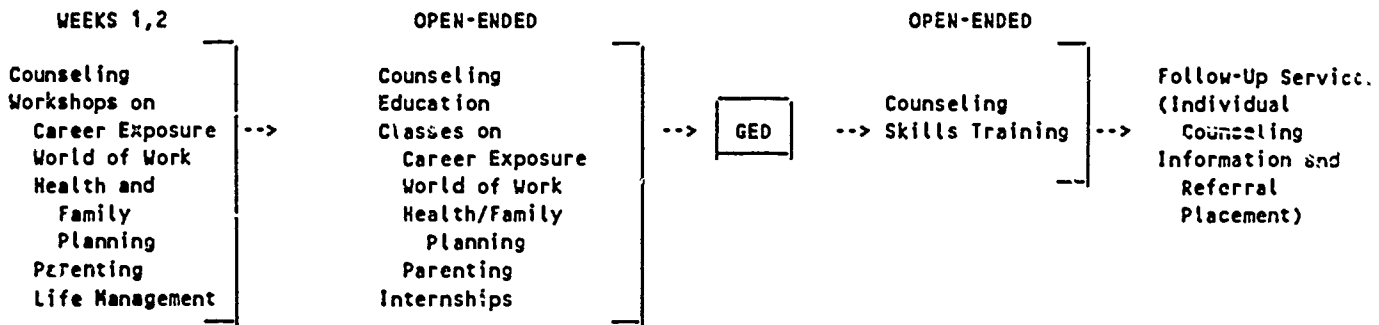 WEEKS 1,2
Counseling
Workshops on
Career Exposure
World of Work
Health and
Family
Planning
Parenting
Life Management
-->
OPEN-ENDED
Counseling
Education
Classes on
Career Exposure
World of Work
Health/Family
Planning
Parenting
Internships
-->
GED
-->
OPEN-ENDED
Counseling
Skills Training
-->
Follow-Up Service
(Individual
Counseling
Information and
Referral
Placement)